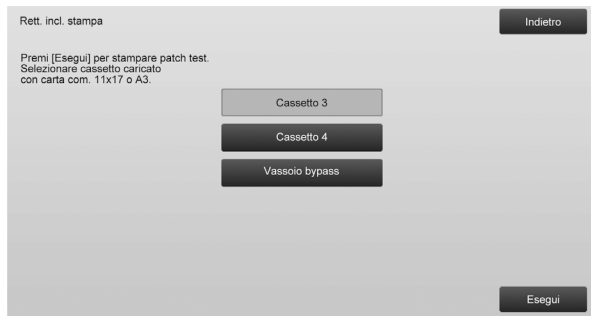 Rett. incl. stampa
Indietro
Premi [Esegui] per stampare patch test.
Selezionare cassetto caricato
con carta com. 11x17 o A3.
Cassetto 3
Cassetto 4
Vassoio bypass
Esegui